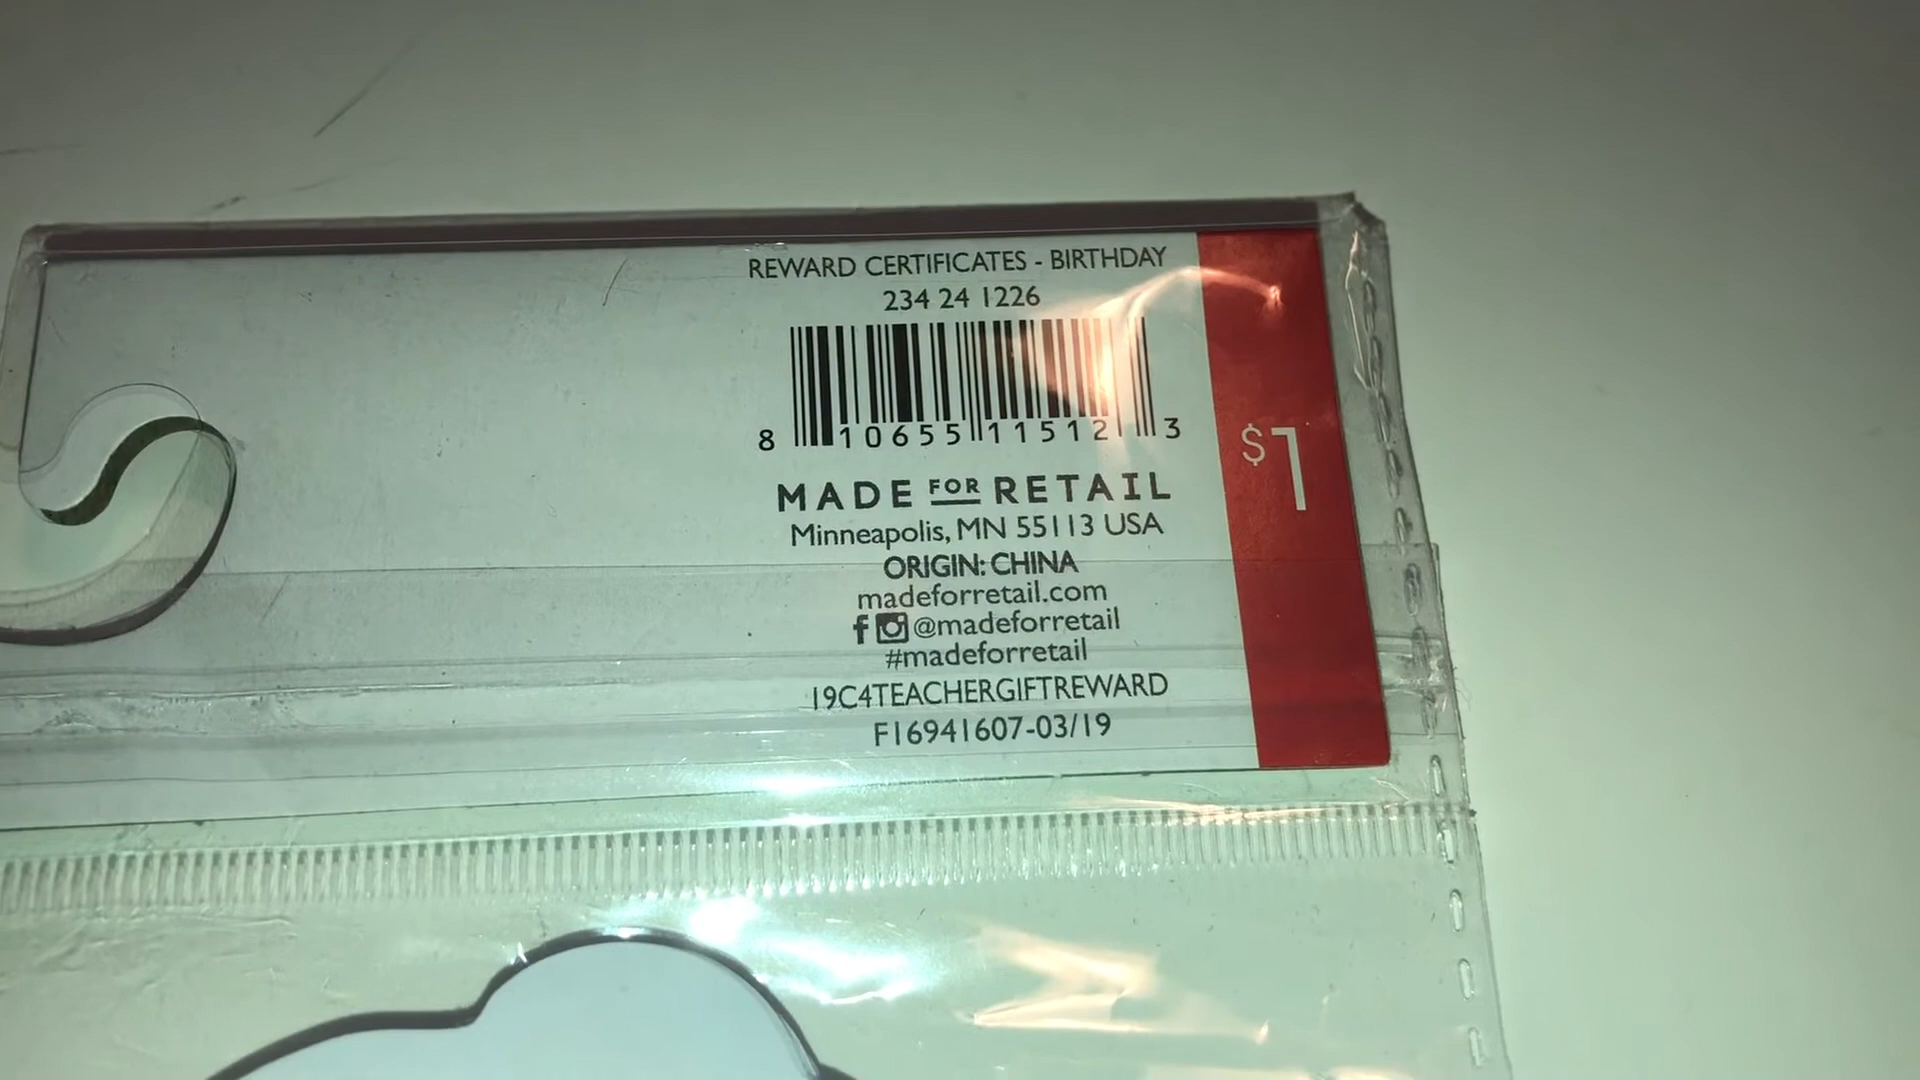 REWARD CERTIFICATES - BIRTHDAY
234 24 1226
8 10655 11512 3
MADE FOR RETAIL
Minneapolis, MN 55113 USA
ORIGIN: CHINA
madeforretail.com
@madeforretail
#madeforretail
19C4TEACHERGIFTREWARD
F16941607-03/19
$1